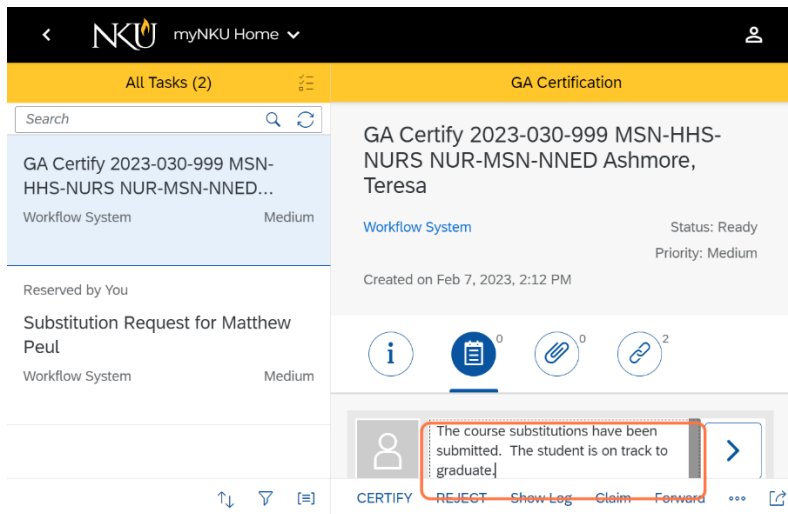 NKU myNKU Home
All Tasks (2)
GA Certification
Search
GA Certify 2023-030-999 MSN-
HHS-NURS NUR-MSN-NNED...
Workflow System Medium
Reserved by You
Substitution Request for Matthew
Peul
Workflow System Medium
GA Certify 2023-030-999 MSN-HHS-
NURS NUR-MSN-NNED Ashmore,
Teresa
Workflow System Status: Ready
Priority: Medium
Created on Feb 7, 2023, 2:12 PM
i 0 0 2
The course substitutions have been
submitted. The student is on track to
graduate.
CERTIFY REJECT Show Log Claim Forward